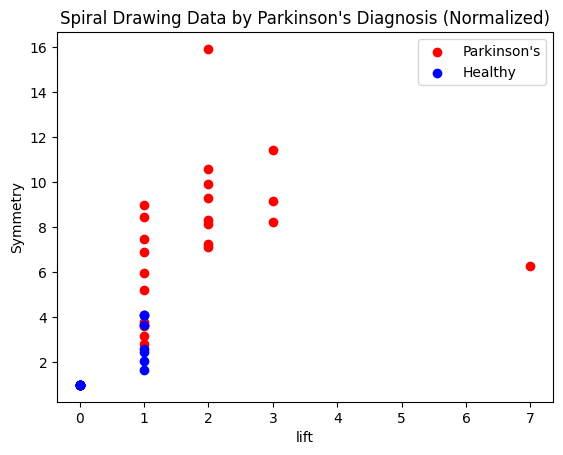 Spiral Drawing Data by Parkinson's Diagnosis (Normalized)
Parkinson's
Healthy
Symmetry
16
14
12
10
8
6
4
2
0 1 2 3 4 5 6 7
lift